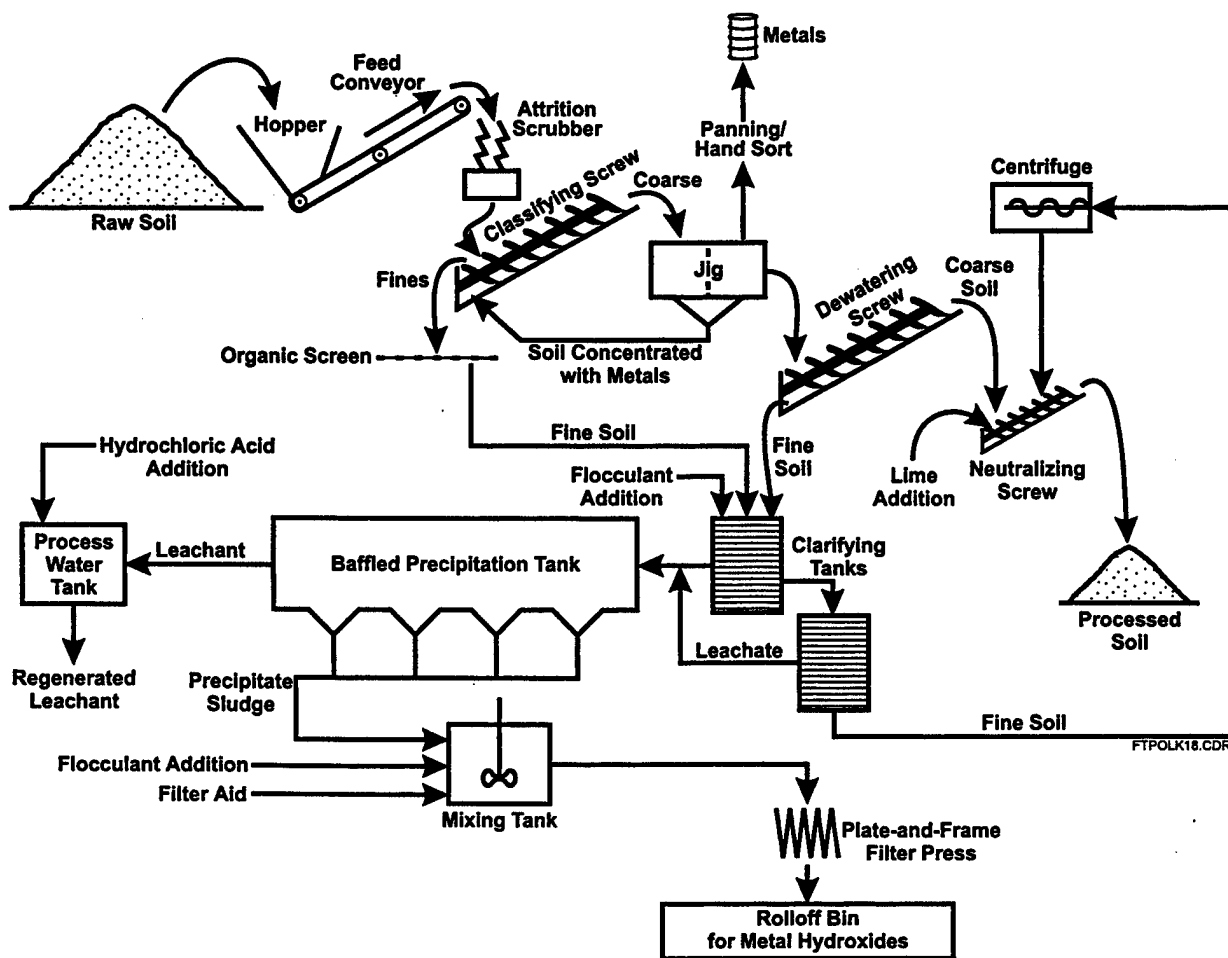 Metals
Feed
Conveyor
Hopper
Attrition
Scrubber
Panning/
Hand Sort
Centrifuge
Raw Soil
Classifying Screw
Coarse
Jig
Fines
Dewatering
Screw
Coarse
Soil
Organic Screen
Soil Concentrated
with Metals
Fine Soil
Hydrochloric Acid
Addition
Flocculant
Addition
Fine
Soil
Lime
Addition
Neutralizing
Screw
Process
Water
Tank
Leachant
Baffled Precipitation Tank
Clarifying
Tanks
Processed
Soil
Regenerated
Leachant
Leachate
Precipitate
Sludge
Fine Soil
FTPOLK18.CDR
Flocculant Addition
Filter Aid
Mixing Tank
Plate-and-Frame
Filter Press
Rolloff Bin
for Metal Hydroxides